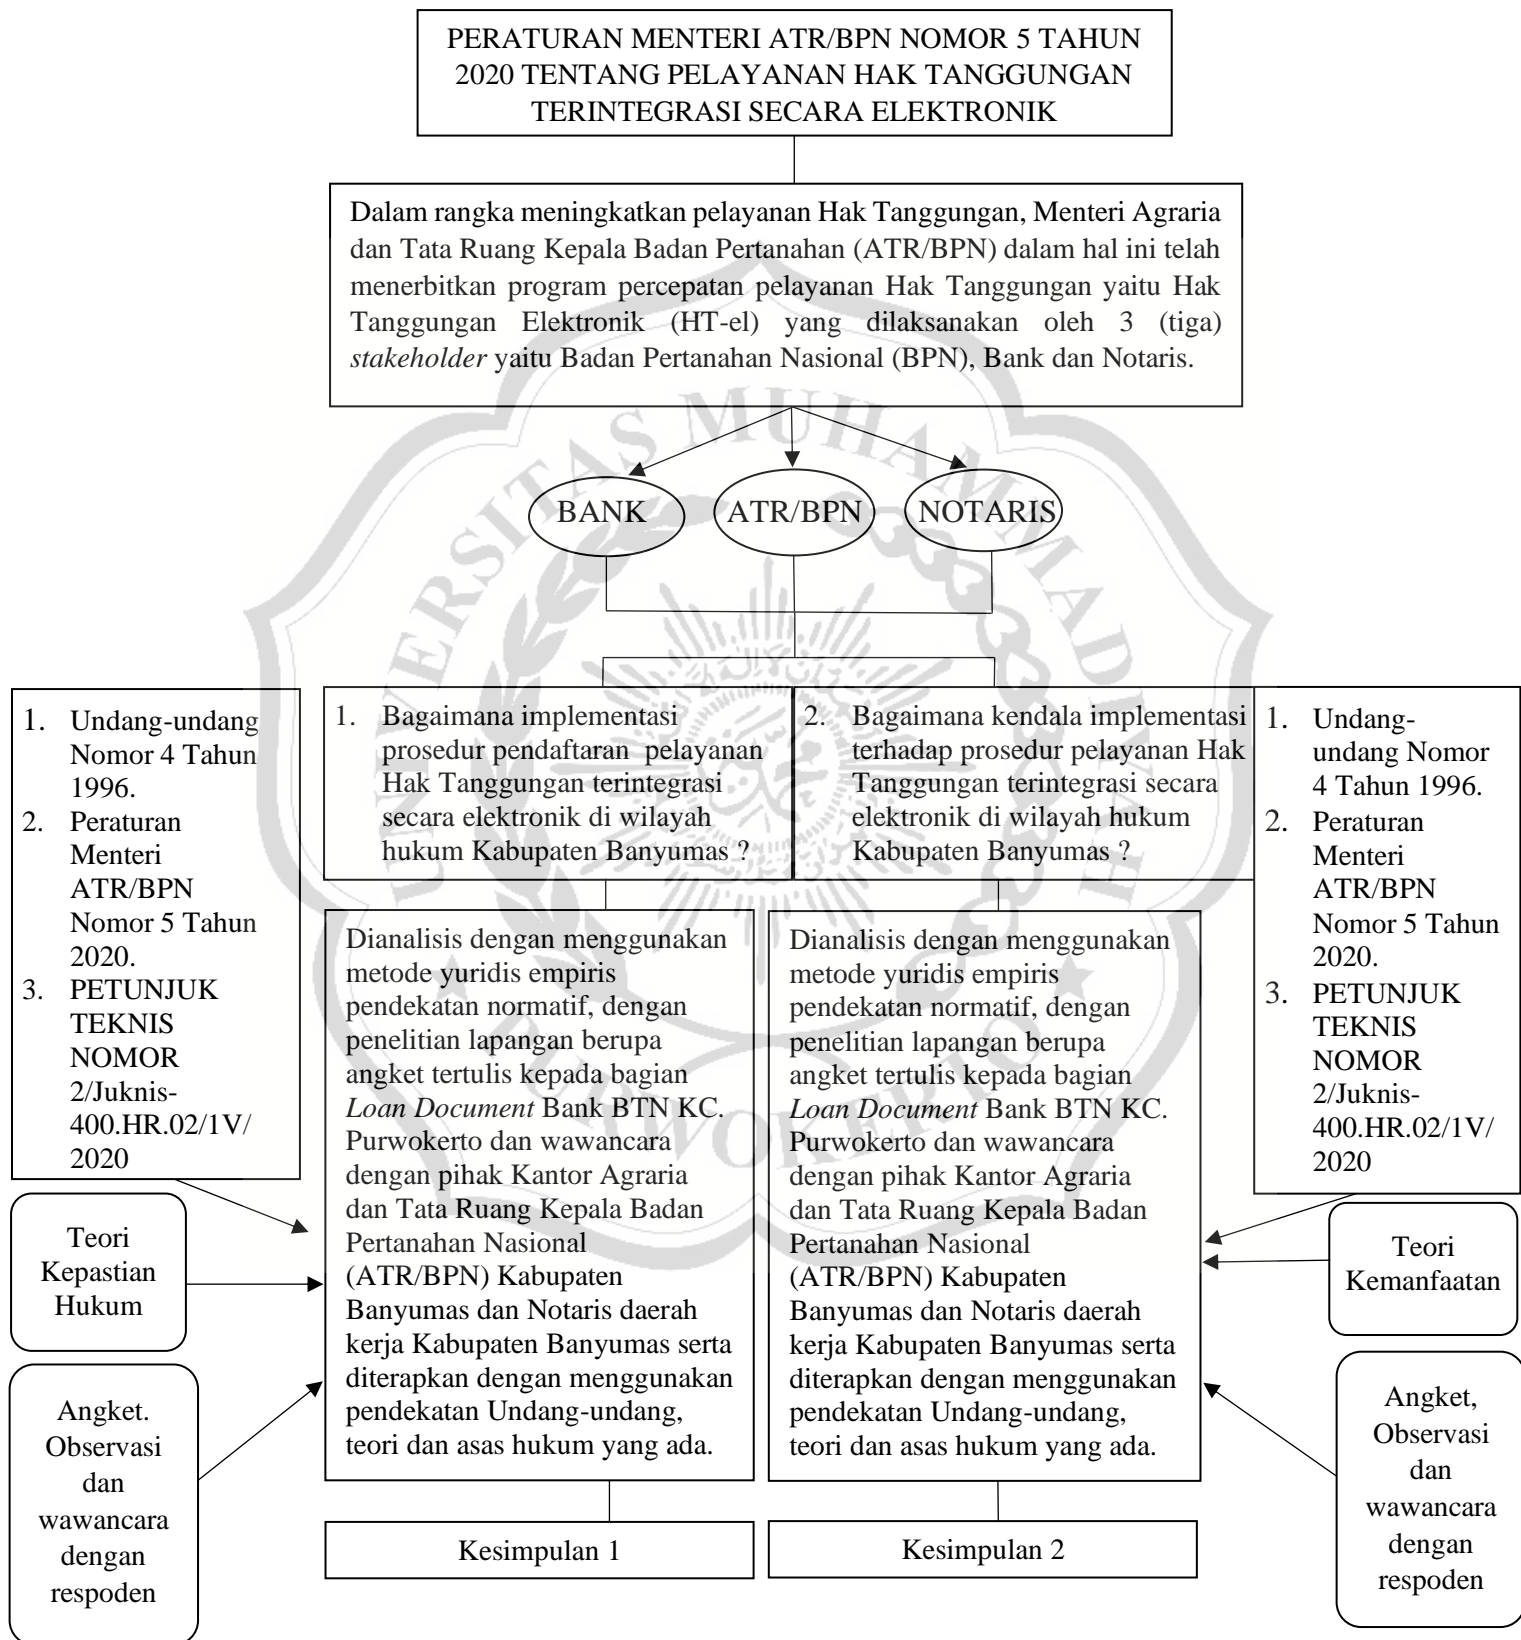 PERATURAN MENTERI ATR/BPN NOMOR 5 TAHUN
2020 TENTANG PELAYANAN HAK TANGGUNGAN
TERINTEGRASI SECARA ELEKTRONIK
Dalam rangka meningkatkan pelayanan Hak Tanggungan, Menteri Agraria
dan Tata Ruang Kepala Badan Pertanahan (ATR/BPN) dalam hal ini telah
menerbitkan program percepatan pelayanan Hak Tanggungan yaitu Hak
Tanggungan Elektronik (HT-el) yang dilaksanakan oleh 3 (tiga)
stakeholder yaitu Badan Pertanahan Nasional (BPN), Bank dan Notaris.
BANK
ATR/BPN
NOTARIS
1. Undang-undang
Nomor 4 Tahun
1996.
2. Peraturan
Menteri
ATR/BPN
Nomor 5 Tahun
2020.
3. PETUNJUK
TEKNIS
NOMOR
2/Juknis-
400.HR.02/1V/
2020
1. Bagaimana implementasi
prosedur pendaftaran pelayanan
Hak Tanggungan terintegrasi
secara elektronik di wilayah
hukum Kabupaten Banyumas ?
2. Bagaimana kendala implementasi
terhadap prosedur pelayanan Hak
Tanggungan terintegrasi secara
elektronik di wilayah hukum
Kabupaten Banyumas ?
1. Undang-
undang Nomor
4 Tahun 1996.
2. Peraturan
Menteri
ATR/BPN
Nomor 5 Tahun
2020.
3. PETUNJUK
TEKNIS
NOMOR
2/Juknis-
400.HR.02/1V/
2020
Dianalisis dengan menggunakan
metode yuridis empiris
pendekatan normatif, dengan
penelitian lapangan berupa
angket tertulis kepada bagian
Loan Document Bank BTN KC.
Purwokerto dan wawancara
dengan pihak Kantor Agraria
dan Tata Ruang Kepala Badan
Pertanahan Nasional
(ATR/BPN) Kabupaten
Banyumas dan Notaris daerah
kerja Kabupaten Banyumas serta
diterapkan dengan menggunakan
pendekatan Undang-undang,
teori dan asas hukum yang ada.
Dianalisis dengan menggunakan
metode yuridis empiris
pendekatan normatif, dengan
penelitian lapangan berupa
angket tertulis kepada bagian
Loan Document Bank BTN KC.
Purwokerto dan wawancara
dengan pihak Kantor Agraria
dan Tata Ruang Kepala Badan
Pertanahan Nasional
(ATR/BPN) Kabupaten
Banyumas dan Notaris daerah
kerja Kabupaten Banyumas serta
diterapkan dengan menggunakan
pendekatan Undang-undang,
teori dan asas hukum yang ada.
Teori
Kepastian
Hukum
Teori
Kemanfaatan
Angket.
Observasi
dan
wawancara
dengan
respoden
Angket,
Observasi
dan
wawancara
dengan
respoden
Kesimpulan 1
Kesimpulan 2
UNIVERSITAS MUHAMMADIYAH
PURWOKERTO